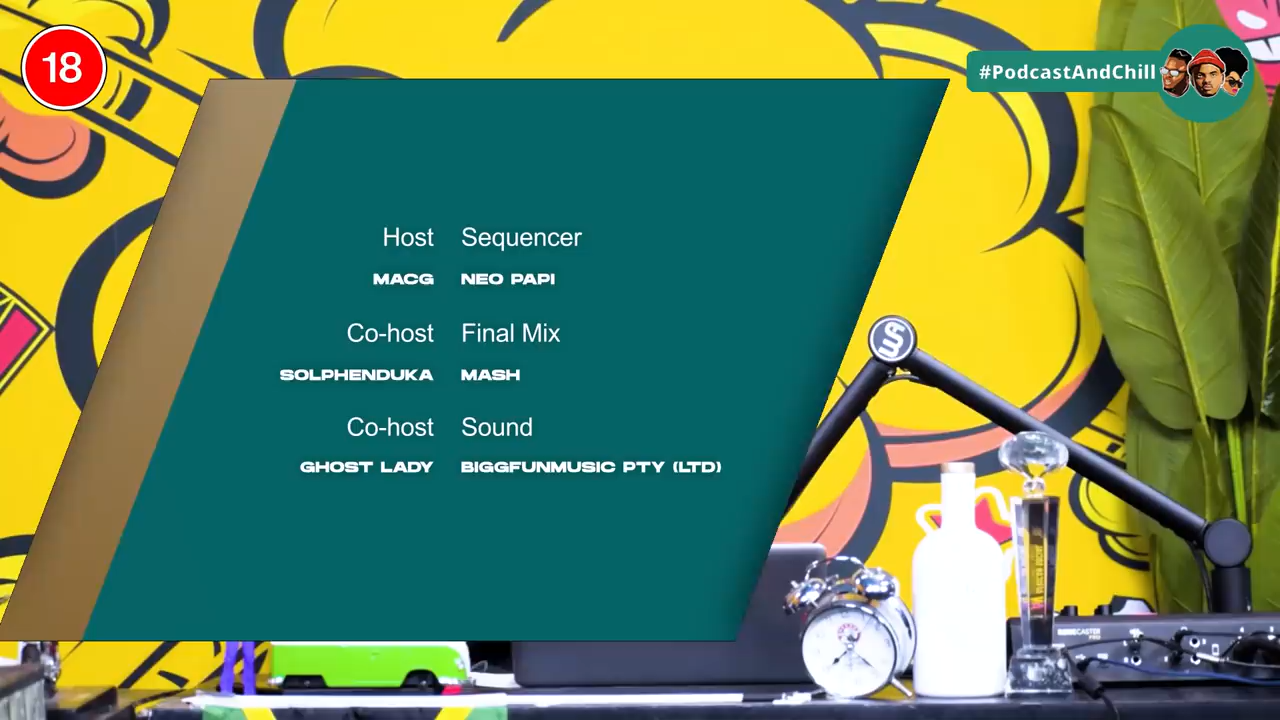 18
#PodcastAndChill
Host Sequencer
MACG NEO PAPI
Co-host Final Mix
SOLPHENDUKA MASH
Co-host Sound
GHOST LADY BIGGFUNMUSIC PTY (LTD)